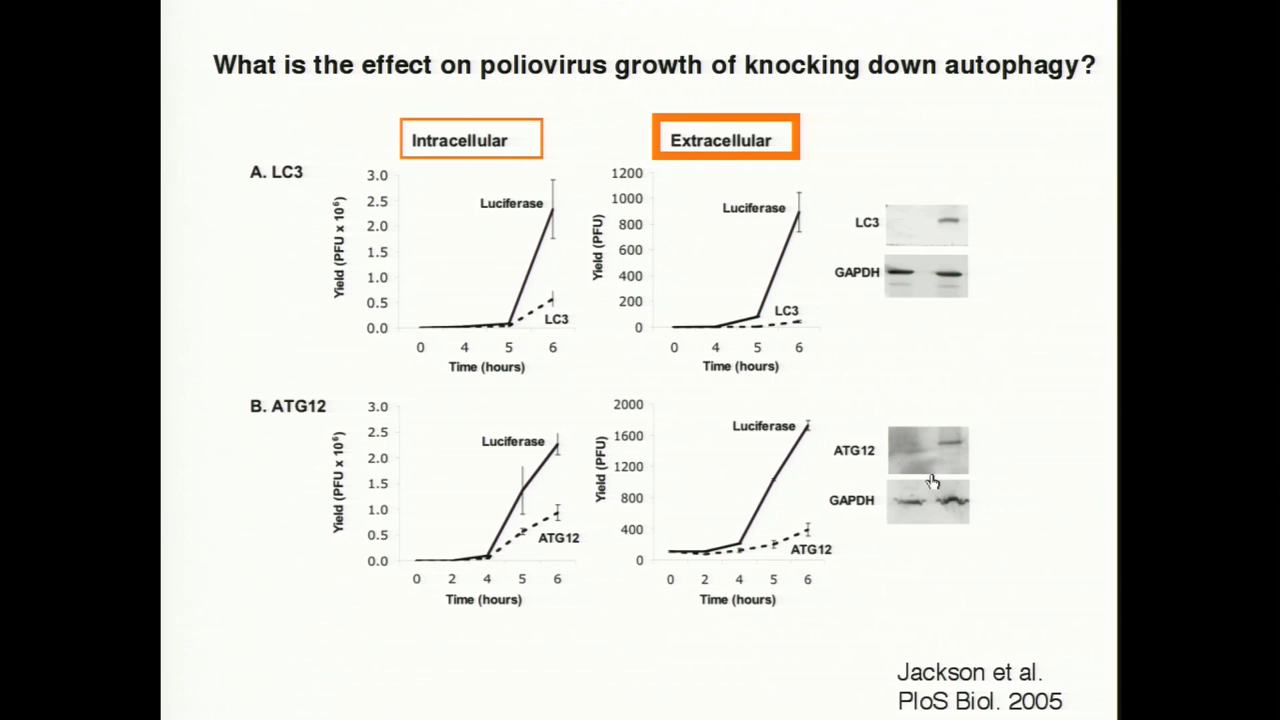 What is the effect on poliovirus growth of knocking down autophagy?
Intracellular
Extracellular
A. LC3
3.0
2.5
2.0
1.5
1.0
0.5
0.0
Yield (PFU x 10⁶)
Luciferase
LC3
0 4 5 6
Time (hours)
1200
1000
800
600
400
200
0
Yield (PFU)
Luciferase
LC3
0 4 5 6
Time (hours)
LC3
GAPDH
B. ATG12
3.0
2.5
2.0
1.5
1.0
0.5
0.0
Yield (PFU x 10⁶)
Luciferase
ATG12
0 2 4 5 6
Time (hours)
2000
1600
1200
800
400
0
Yield (PFU)
Luciferase
ATG12
0 2 4 5 6
Time (hours)
ATG12
GAPDH
Jackson et al.
PloS Biol. 2005